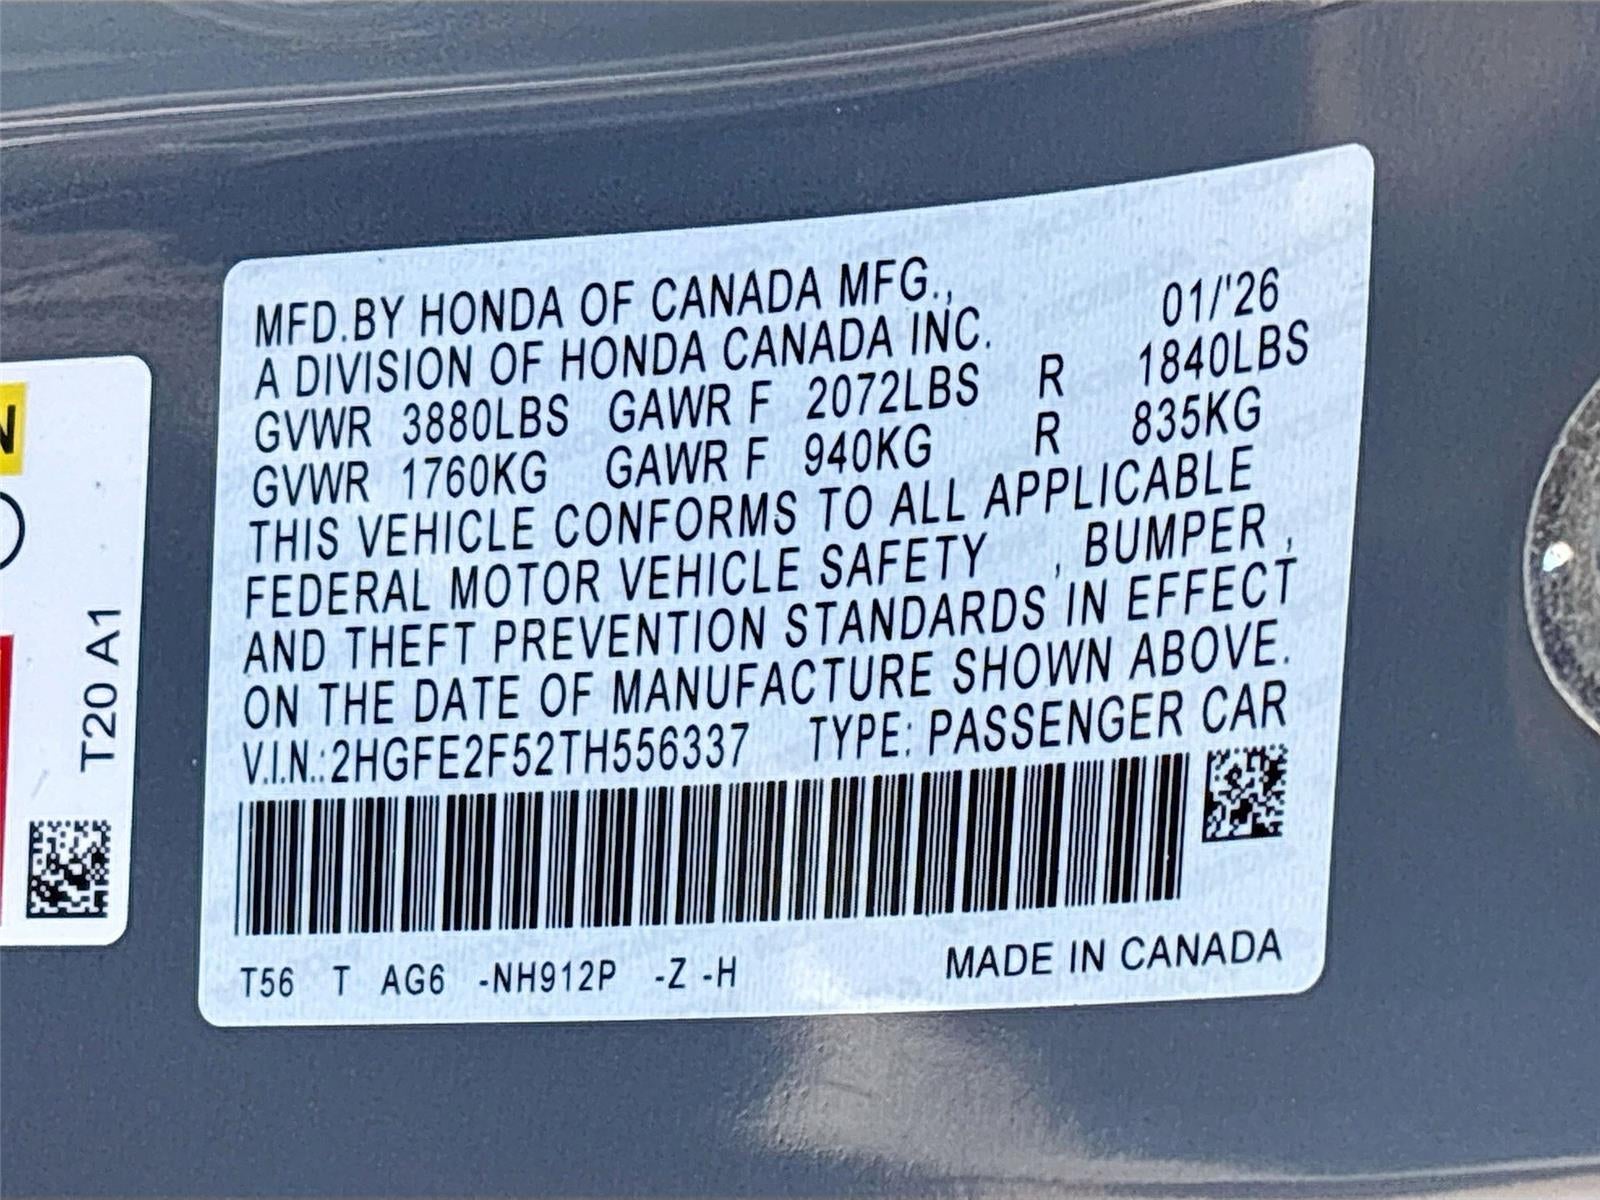 MFD.BY HONDA OF CANADA MFG., 01/'26
A DIVISION OF HONDA CANADA INC.
GVWR 3880LBS GAWR F 2072LBS R 1840LBS
GVWR 1760KG GAWR F 940KG R 835KG
THIS VEHICLE CONFORMS TO ALL APPLICABLE
FEDERAL MOTOR VEHICLE SAFETY , BUMPER ,
AND THEFT PREVENTION STANDARDS IN EFFECT
ON THE DATE OF MANUFACTURE SHOWN ABOVE.
V.I.N.:2HGFE2F52TH556337 TYPE: PASSENGER CAR
T56 T AG6 -NH912P -Z -H MADE IN CANADA
T20 A1